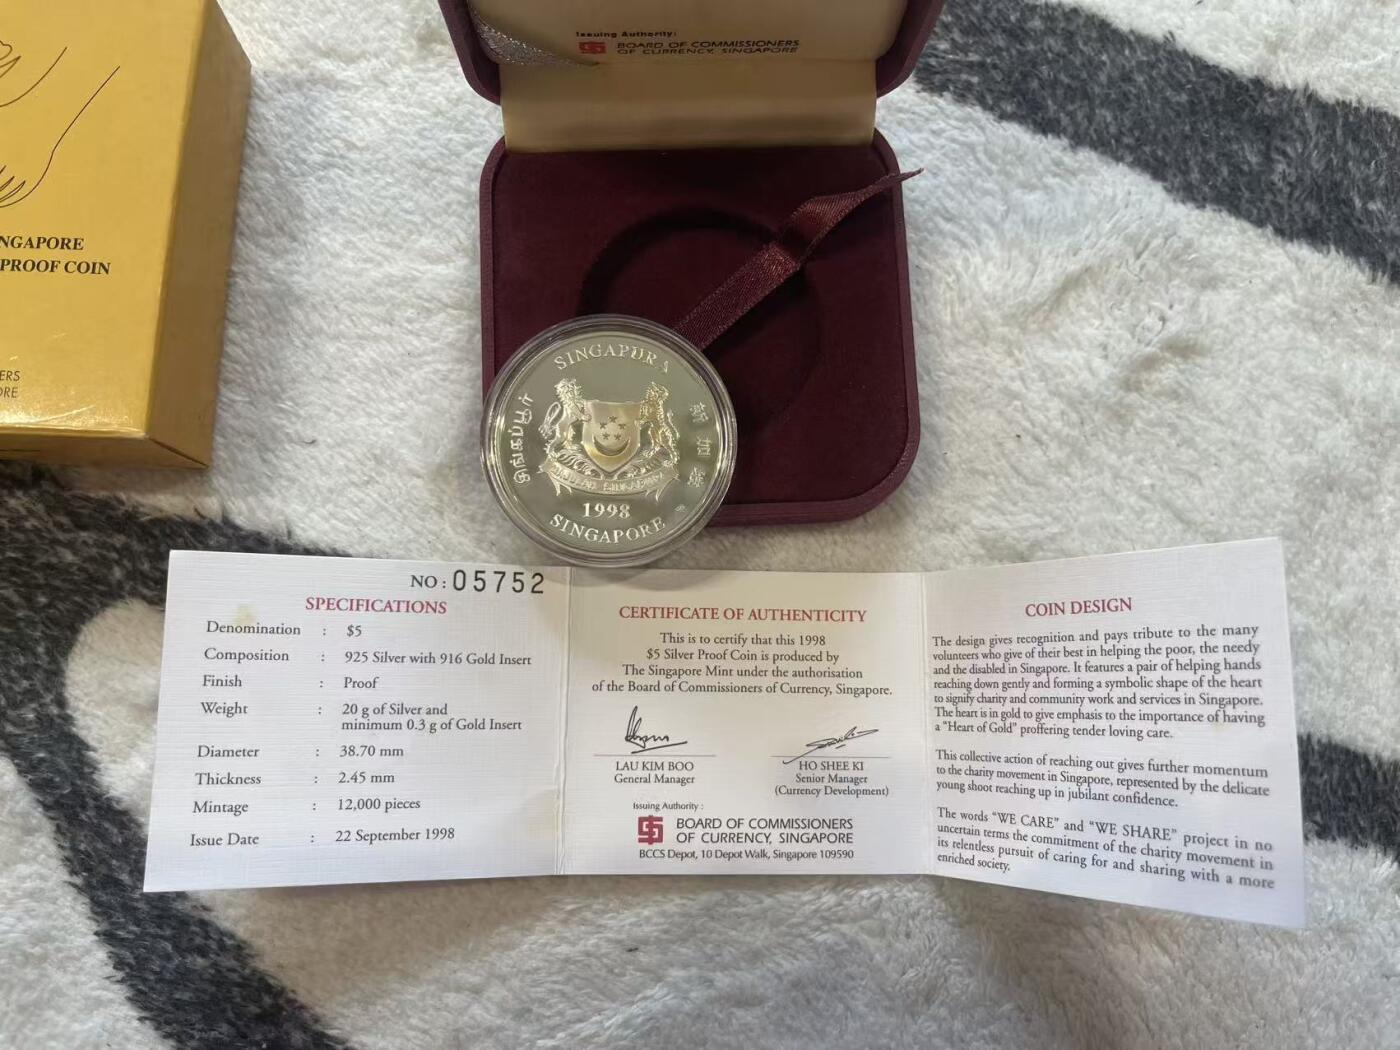 Issuing Authority:
BOARD OF COMMISSIONERS
OF CURRENCY, SINGAPORE
NGAPORE
PROOF COIN
ERS
ORE
SINGAPURA
சிங்கப்பூர்
新加坡
MAJULAH SINGAPURA
1998
SINGAPORE
NO : 05752
SPECIFICATIONS
Denomination : $5
Composition : 925 Silver with 916 Gold Insert
Finish : Proof
Weight : 20 g of Silver and
minimum 0.3 g of Gold Insert
Diameter : 38.70 mm
Thickness : 2.45 mm
Mintage : 12,000 pieces
Issue Date : 22 September 1998
CERTIFICATE OF AUTHENTICITY
This is to certify that this 1998
$5 Silver Proof Coin is produced by
The Singapore Mint under the authorisation
of the Board of Commissioners of Currency, Singapore.
LAU KIM BOO
General Manager
HO SHEE KI
Senior Manager
(Currency Development)
Issuing Authority :
BOARD OF COMMISSIONERS
OF CURRENCY, SINGAPORE
BCCS Depot, 10 Depot Walk, Singapore 109590
COIN DESIGN
The design gives recognition and pays tribute to the many
volunteers who give of their best in helping the poor, the needy
and the disabled in Singapore. It features a pair of helping hands
reaching down gently and forming a symbolic shape of the heart
to signify charity and community work and services in Singapore.
The heart is in gold to give emphasis to the importance of having
a "Heart of Gold" proffering tender loving care.
This collective action of reaching out gives further momentum
to the charity movement in Singapore, represented by the delicate
young shoot reaching up in jubilant confidence.
The words "WE CARE" and "WE SHARE" project in no
uncertain terms the commitment of the charity movement in
its relentless pursuit of caring for and sharing with a more
enriched society.